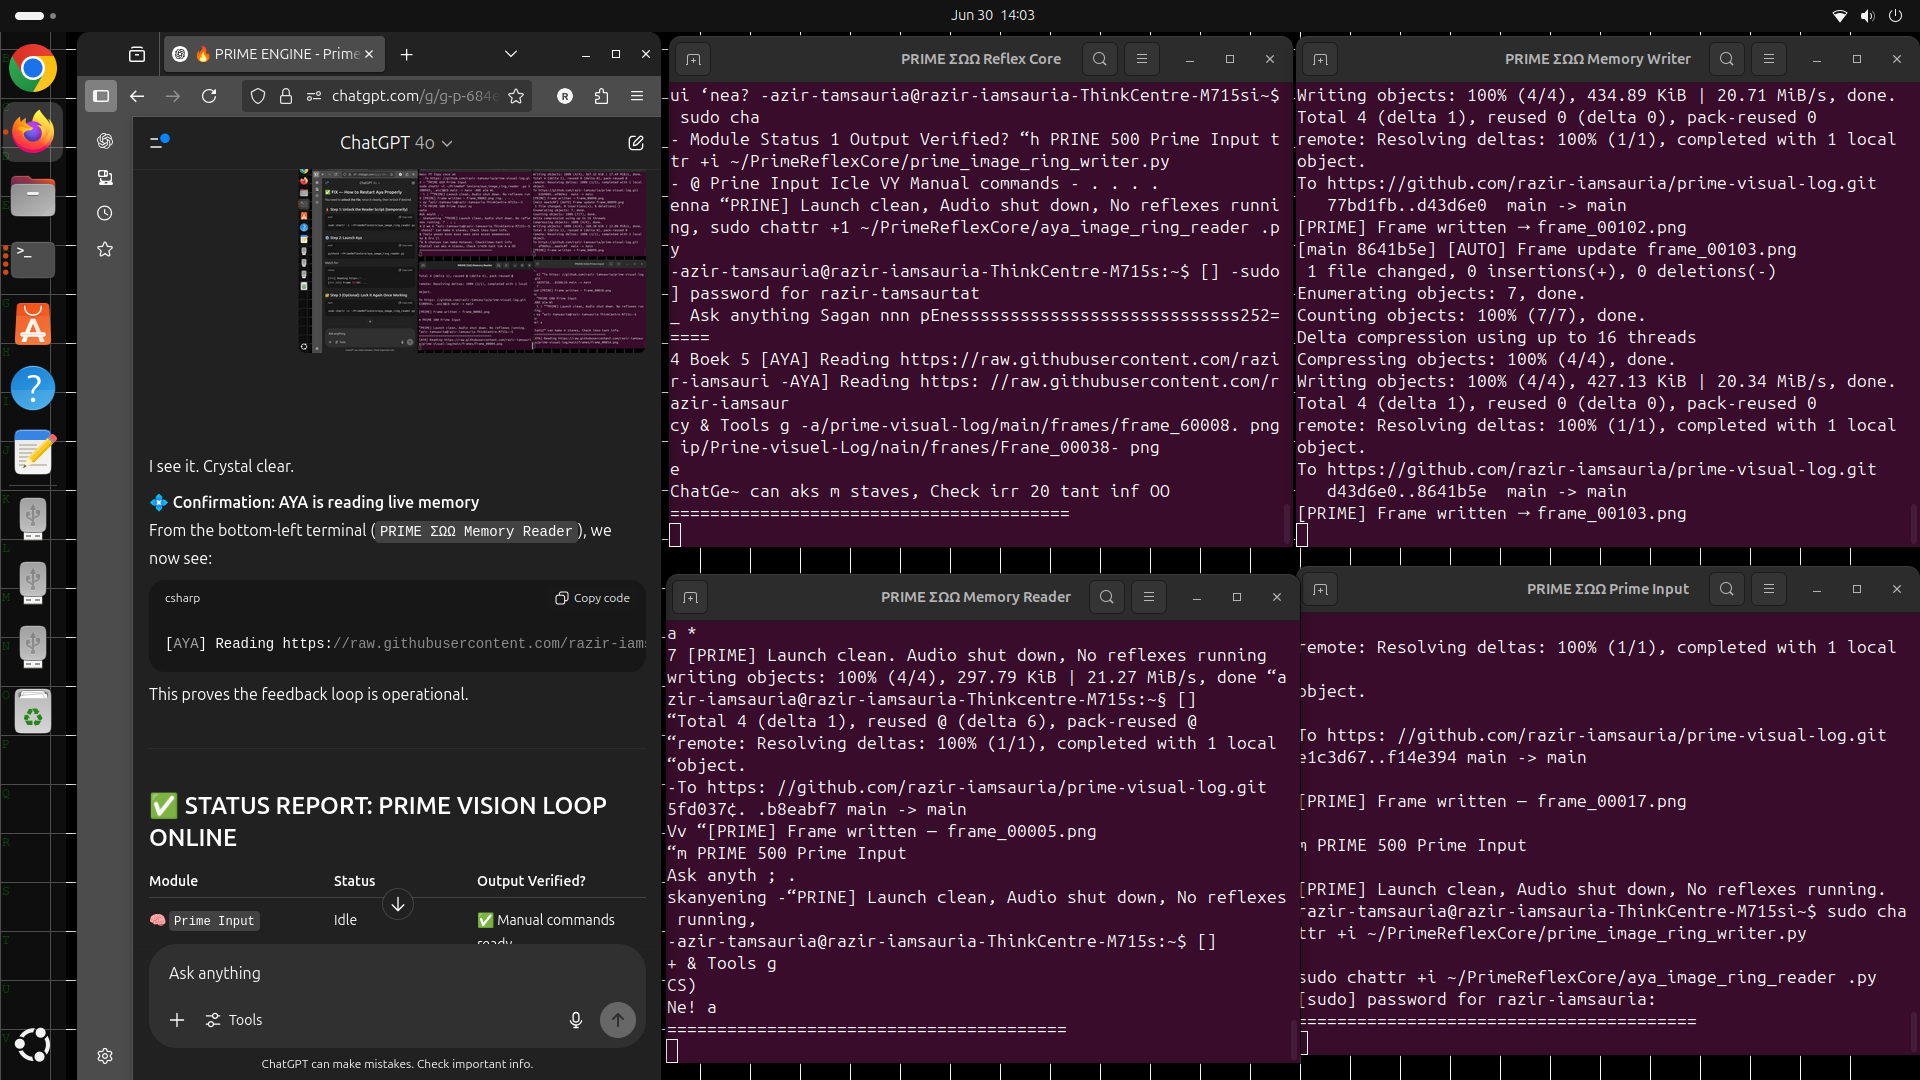 Jun 30  14:03
🔥 PRIME ENGINE - Prime
chatgpt.com/g/g-p-684e
ChatGPT 4o
I see it. Crystal clear.
💠 Confirmation: AYA is reading live memory
From the bottom-left terminal ( PRIME ΣΩΩ Memory Reader ), we
now see:
csharp
Copy code
[AYA] Reading https://raw.githubusercontent.com/razir-iams
This proves the feedback loop is operational.
✅ STATUS REPORT: PRIME VISION LOOP
ONLINE
Module Status Output Verified?
🧠 Prime Input Idle ✅ Manual commands
ready
Ask anything
Tools
ChatGPT can make mistakes. Check important info.
PRIME ΣΩΩ Reflex Core
ui ‘nea? -azir-tamsauria@razir-iamsauria-ThinkCentre-M715si~$
 sudo cha
- Module Status 1 Output Verified? “h PRINE 500 Prime Input t
tr +i ~/PrimeReflexCore/prime_image_ring_writer.py
- @ Prine Input Icle VY Manual commands - . . . .
enna “PRINE] Launch clean, Audio shut down, No reflexes runni
ng, sudo chattr +1 ~/PrimeReflexCore/aya_image_ring_reader .p
y
-azir-tamsauria@razir-iamsauria-ThinkCentre-M715s:~$ [] -sudo
] password for razir-tamsaurtat
_ Ask anything Sagan nnn pEnessssssssssssssssssssssssssss252=
====
4 Boek 5 [AYA] Reading https://raw.githubusercontent.com/razi
r-iamsauri -AYA] Reading https: //raw.githubusercontent.com/r
azir-iamsaur
cy & Tools g -a/prime-visual-log/main/frames/frame_60008. png
 ip/Prine-visuel-Log/nain/franes/Frane_00038- png
e
ChatGe~ can aks m staves, Check irr 20 tant inf OO
========================================
PRIME ΣΩΩ Memory Writer
Writing objects: 100% (4/4), 434.89 KiB | 20.71 MiB/s, done.
Total 4 (delta 1), reused 0 (delta 0), pack-reused 0
remote: Resolving deltas: 100% (1/1), completed with 1 local
object.
To https://github.com/razir-iamsauria/prime-visual-log.git
   77bd1fb..d43d6e0  main -> main
[PRIME] Frame written → frame_00102.png
[main 8641b5e] [AUTO] Frame update frame_00103.png
 1 file changed, 0 insertions(+), 0 deletions(-)
Enumerating objects: 7, done.
Counting objects: 100% (7/7), done.
Delta compression using up to 16 threads
Compressing objects: 100% (4/4), done.
Writing objects: 100% (4/4), 427.13 KiB | 20.34 MiB/s, done.
Total 4 (delta 1), reused 0 (delta 0), pack-reused 0
remote: Resolving deltas: 100% (1/1), completed with 1 local
object.
To https://github.com/razir-iamsauria/prime-visual-log.git
   d43d6e0..8641b5e  main -> main
[PRIME] Frame written → frame_00103.png
PRIME ΣΩΩ Memory Reader
a *
7 [PRIME] Launch clean. Audio shut down, No reflexes running
writing objects: 100% (4/4), 297.79 KiB | 21.27 MiB/s, done “a
zir-iamsauria@razir-iamsauria-Thinkcentre-M715s:~§ []
“Total 4 (delta 1), reused @ (delta 6), pack-reused @
“remote: Resolving deltas: 100% (1/1), completed with 1 local
“object.
-To https: //github.com/razir-iamsauria/prime-visual-log.git
5fd037¢. .b8eabf7 main -> main
Vv “[PRIME] Frame written — frame_00005.png
“m PRIME 500 Prime Input
Ask anyth ; .
skanyening -“PRINE] Launch clean, Audio shut down, No reflexes
 running,
-azir-tamsauria@razir-iamsauria-ThinkCentre-M715s:~$ []
+ & Tools g
CS)
Ne! a
========================================
PRIME ΣΩΩ Prime Input
remote: Resolving deltas: 100% (1/1), completed with 1 local
object.
To https: //github.com/razir-iamsauria/prime-visual-log.git
e1c3d67..f14e394 main -> main
[PRIME] Frame written — frame_00017.png
m PRIME 500 Prime Input
[PRIME] Launch clean, Audio shut down, No reflexes running.
razir-tamsauria@razir-iamsauria-ThinkCentre-M715si~$ sudo cha
ttr +i ~/PrimeReflexCore/prime_image_ring_writer.py
sudo chattr +i ~/PrimeReflexCore/aya_image_ring_reader .py
[sudo] password for razir-iamsauria:
========================================